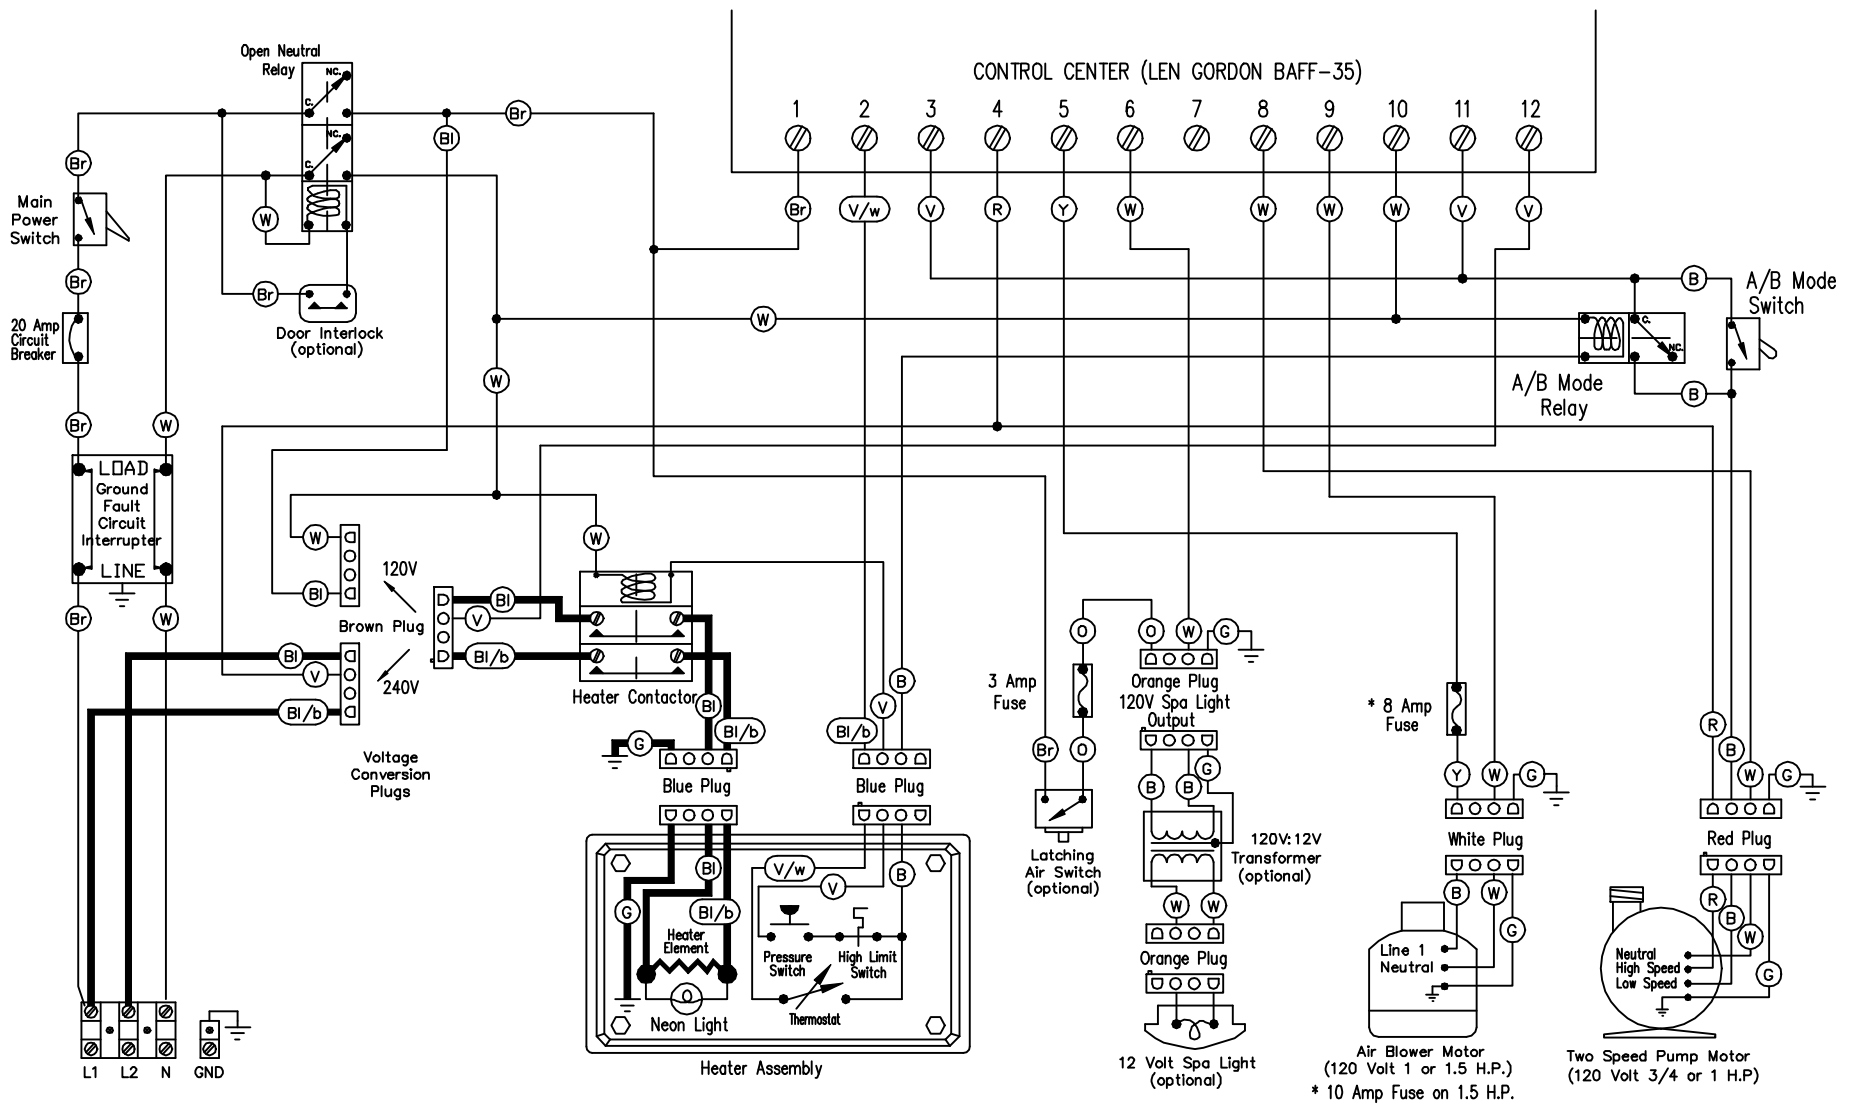 CONTROL CENTER (LEN GORDON BAFF-35)
1 2 3 4 5 6 7 8 9 10 11 12
Br V/w V R Y W W W W V V
Open Neutral
Relay
NC.
C.
NC.
C.
Br
Bl
Br
Main
Power
Switch
W
Br
Br
Door Interlock
(optional)
20 Amp
Circuit
Breaker
W
W
B
A/B Mode
Switch
C.
NC.
A/B Mode
Relay
B
Br
W
LOAD
Ground
Fault
Circuit
Interrupter
LINE
Br
W
W
Bl
120V
Brown Plug
240V
Bl
V
Bl/b
Voltage
Conversion
Plugs
Bl
V
Bl/b
W
Heater Contactor
G
Bl
Bl/b
Blue Plug
Bl/b
V
B
Blue Plug
3 Amp
Fuse
O
Br
O
Latching
Air Switch
(optional)
O
W
G
Orange Plug
120V Spa Light
Output
B
B
G
120V:12V
Transformer
(optional)
W
W
Orange Plug
12 Volt Spa Light
(optional)
* 8 Amp
Fuse
Y
W
G
White Plug
B
W
G
Line 1
Neutral
Air Blower Motor
(120 Volt 1 or 1.5 H.P.)
* 10 Amp Fuse on 1.5 H.P.
R
B
W
G
Red Plug
R
B
W
G
Neutral
High Speed
Low Speed
Two Speed Pump Motor
(120 Volt 3/4 or 1 H.P)
G
Bl
Bl/b
Heater
Element
Neon Light
V/w
V
B
Pressure
Switch
High Limit
Switch
Thermostat
Heater Assembly
L1 L2 N GND